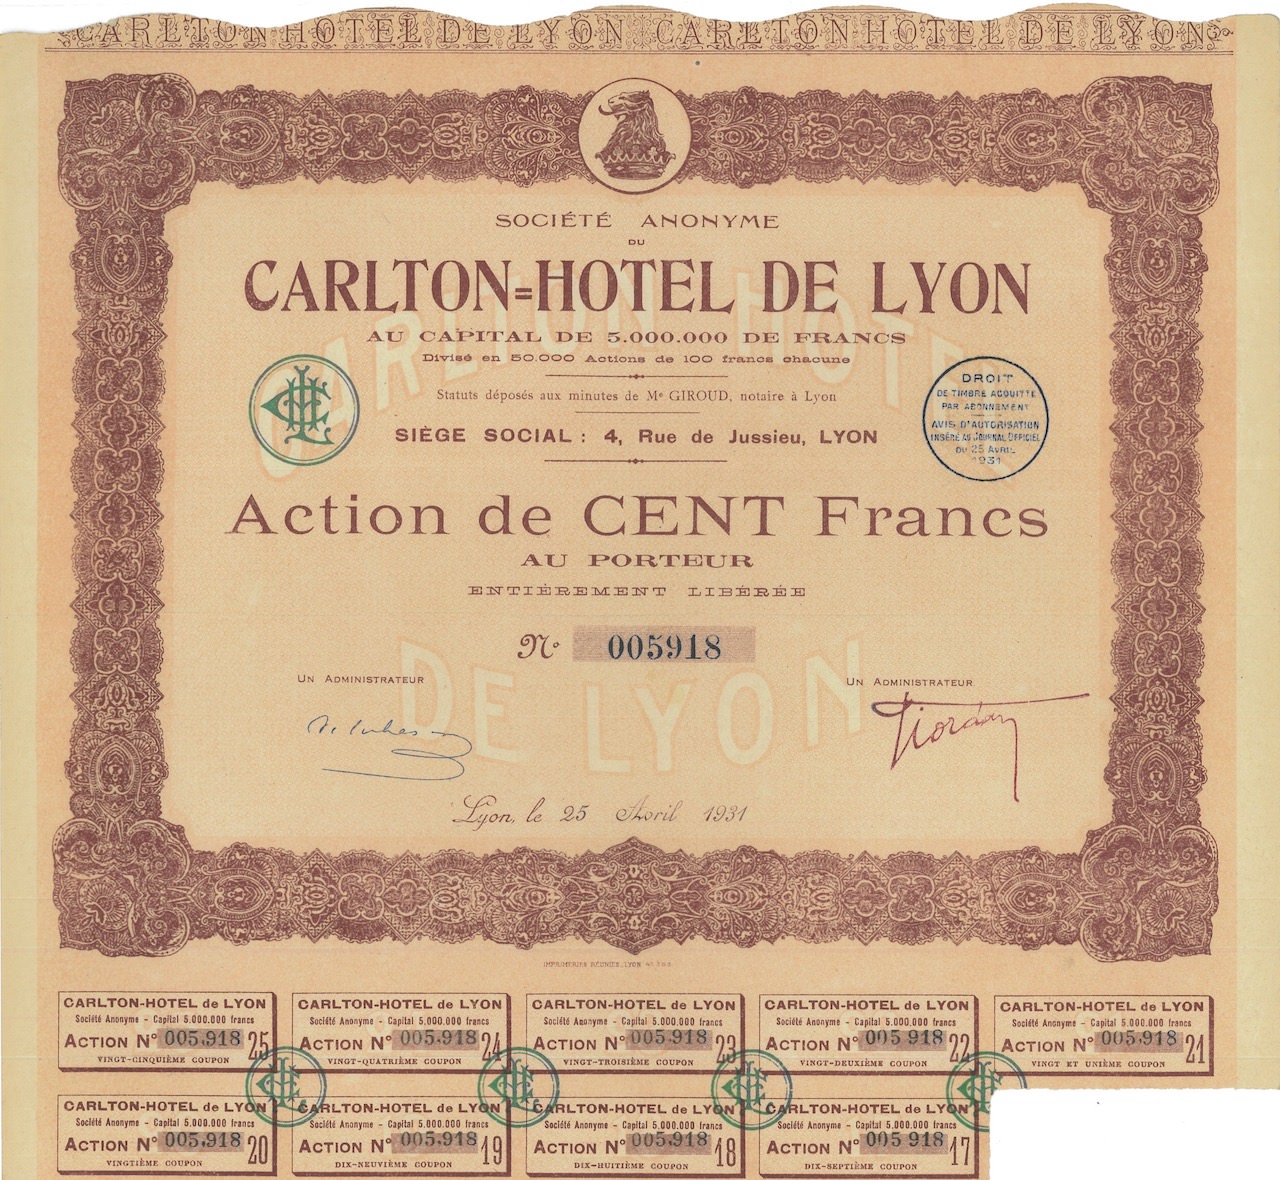 CARLTON-HOTEL DE LYON CARLTON-HOTEL DE LYON
SOCIÉTÉ ANONYME
DU
CARLTON=HOTEL DE LYON
AU CAPITAL DE 5.000.000 DE FRANCS
Divisé en 50.000 Actions de 100 francs chacune
Statuts déposés aux minutes de Me GIROUD, notaire à Lyon
SIÈGE SOCIAL : 4, Rue de Jussieu, LYON
DROIT
DE TIMBRE ACQUITTÉ
PAR ABONNEMENT
AVIS D'AUTORISATION
INSÉRÉ AU JOURNAL OFFICIEL
DU 25 AVRIL
1931
CARLTON HOTEL
Action de CENT Francs
AU PORTEUR
ENTIÈREMENT LIBÉRÉE
N° 005918
DE LYON
UN ADMINISTRATEUR
UN ADMINISTRATEUR
Lyon, le 25 Avril 1931
IMPRIMERIES RÉUNIES, LYON
CARLTON-HOTEL de LYON
Société Anonyme - Capital 5.000.000 francs
ACTION N° 005.918 25
VINGT-CINQUIÈME COUPON
CARLTON-HOTEL de LYON
Société Anonyme - Capital 5.000.000 francs
ACTION N° 005.918 24
VINGT-QUATRIÈME COUPON
CARLTON-HOTEL de LYON
Société Anonyme - Capital 5.000.000 francs
ACTION N° 005.918 23
VINGT-TROISIÈME COUPON
CARLTON-HOTEL de LYON
Société Anonyme - Capital 5.000.000 francs
ACTION N° 005 918 22
VINGT-DEUXIÈME COUPON
CARLTON-HOTEL de LYON
Société Anonyme - Capital 5.000.000 francs
ACTION N° 005.918 21
VINGT ET UNIÈME COUPON
CARLTON-HOTEL de LYON
Société Anonyme - Capital 5.000.000 francs
ACTION N° 005.918 20
VINGTIÈME COUPON
CARLTON-HOTEL de LYON
Société Anonyme - Capital 5.000.000 francs
ACTION N° 005.918 19
DIX-NEUVIÈME COUPON
CARLTON-HOTEL de LYON
Société Anonyme - Capital 5.000.000 francs
ACTION N° 005.918 18
DIX-HUITIÈME COUPON
CARLTON-HOTEL de LYON
Société Anonyme - Capital 5.000.000 francs
ACTION N° 005 918 17
DIX-SEPTIÈME COUPON